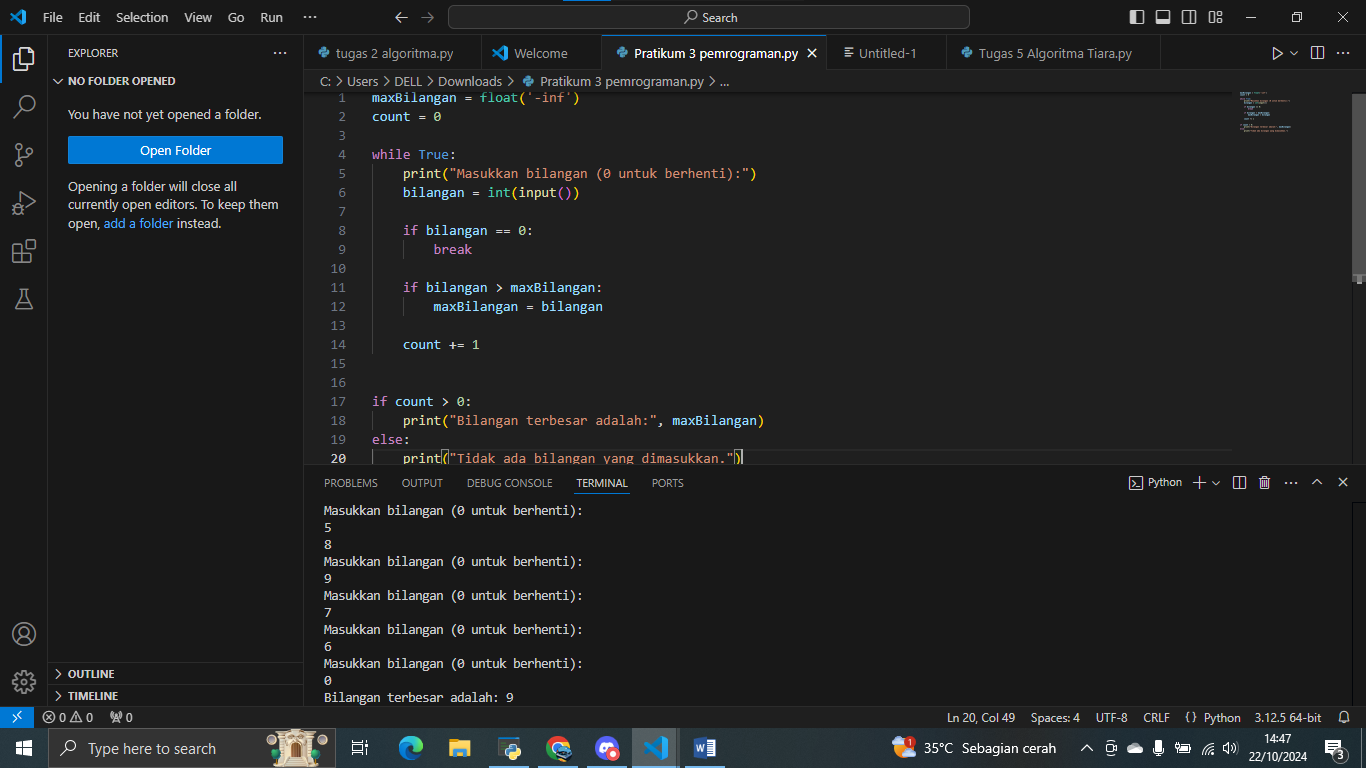 File Edit Selection View Go Run ··· Search
EXPLORER ···
NO FOLDER OPENED
You have not yet opened a folder.
Open Folder
Opening a folder will close all
currently open editors. To keep them
open, add a folder instead.
OUTLINE
TIMELINE
tugas 2 algoritma.py Welcome Pratikum 3 pemrograman.py Untitled-1 Tugas 5 Algoritma Tiara.py
C: > Users > DELL > Downloads > Pratikum 3 pemrograman.py > ...
1 maxBilangan = float('-inf')
2 count = 0
3
4 while True:
5     print("Masukkan bilangan (0 untuk berhenti):")
6     bilangan = int(input())
7
8     if bilangan == 0:
9         break
10
11     if bilangan > maxBilangan:
12         maxBilangan = bilangan
13
14     count += 1
15
16
17 if count > 0:
18     print("Bilangan terbesar adalah:", maxBilangan)
19 else:
20     print("Tidak ada bilangan yang dimasukkan.")
PROBLEMS OUTPUT DEBUG CONSOLE TERMINAL PORTS Python
Masukkan bilangan (0 untuk berhenti):
5
8
Masukkan bilangan (0 untuk berhenti):
9
Masukkan bilangan (0 untuk berhenti):
7
Masukkan bilangan (0 untuk berhenti):
6
Masukkan bilangan (0 untuk berhenti):
0
Bilangan terbesar adalah: 9
0 0 0 Ln 20, Col 49 Spaces: 4 UTF-8 CRLF {} Python 3.12.5 64-bit
Type here to search 1 35°C Sebagian cerah 14:47
22/10/2024 3